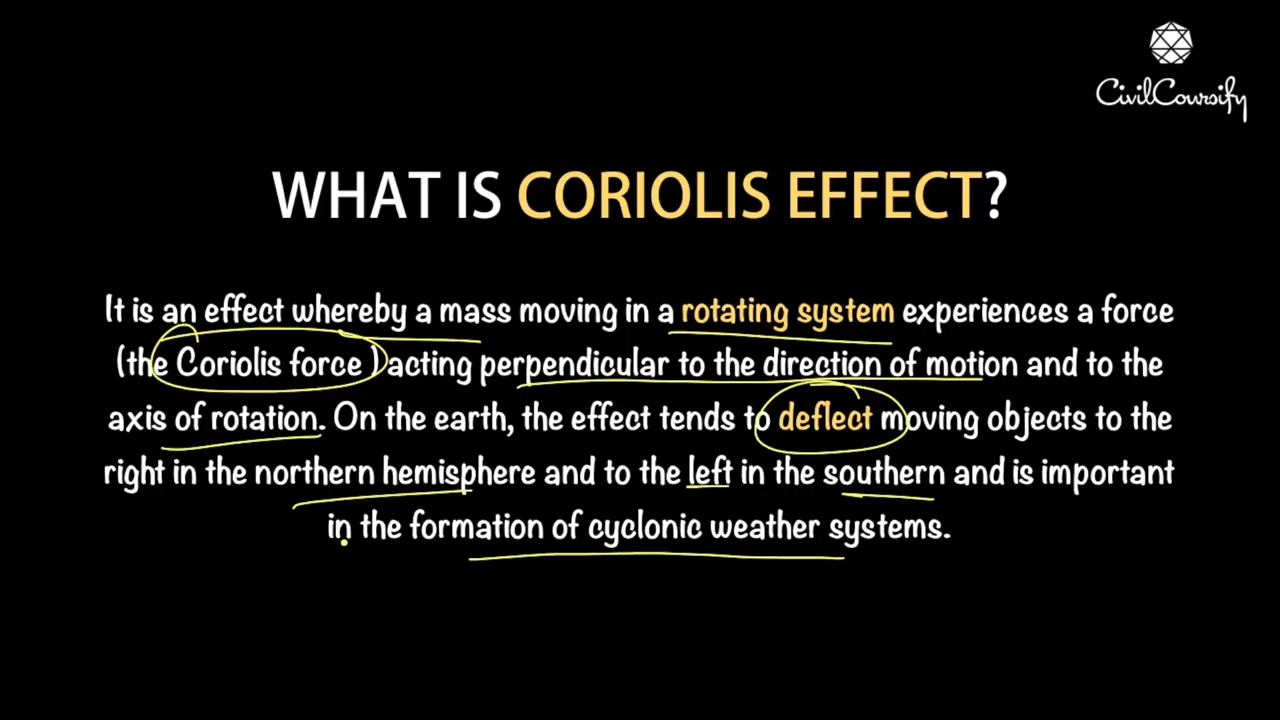 CivilCoursify
WHAT IS CORIOLIS EFFECT?
It is an effect whereby a mass moving in a rotating system experiences a force
(the Coriolis force ) acting perpendicular to the direction of motion and to the
axis of rotation. On the earth, the effect tends to deflect moving objects to the
right in the northern hemisphere and to the left in the southern and is important
in the formation of cyclonic weather systems.